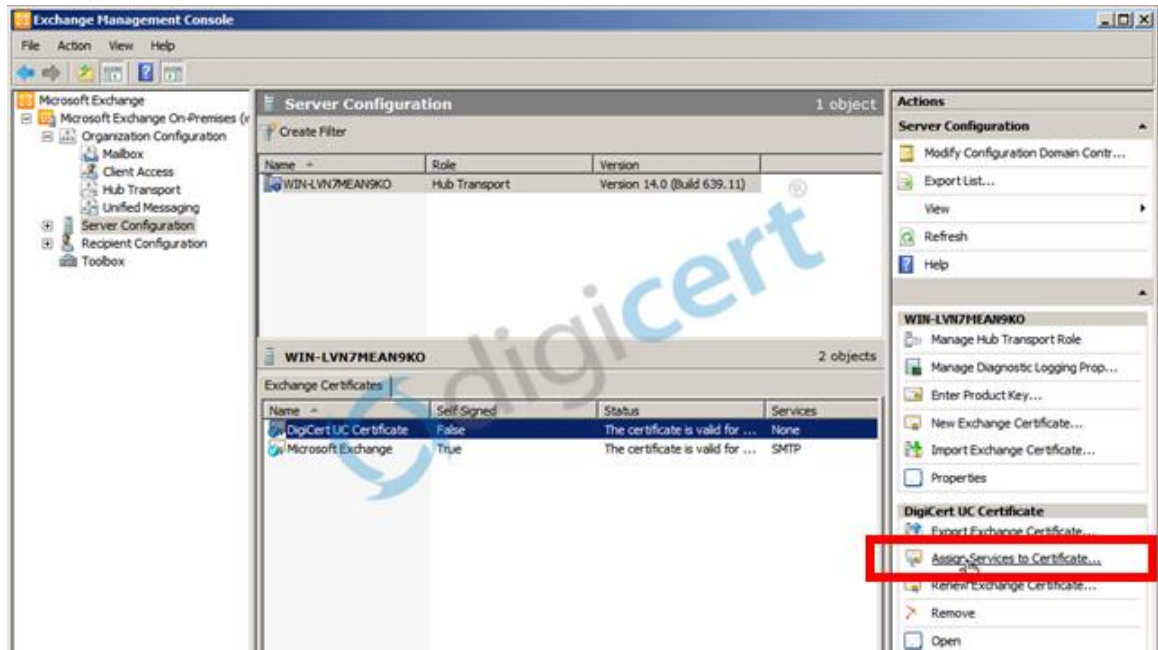 Exchange Management Console
File Action View Help
Microsoft Exchange
Microsoft Exchange On-Premises (w
Organization Configuration
Mailbox
Client Access
Hub Transport
Unified Messaging
Server Configuration
Recipient Configuration
Toolbox
Server Configuration 1 object
Create Filter
Name Role Version
WIN-LVN7MEAN9KO Hub Transport Version 14.0 (Build 639.11)
digicert®
WIN-LVN7MEAN9KO 2 objects
Exchange Certificates
Name Self Signed Status Services
DigiCert UC Certificate False The certificate is valid for ... None
Microsoft Exchange True The certificate is valid for ... SMTP
Actions
Server Configuration
Modify Configuration Domain Contr...
Export List...
View
Refresh
Help
WIN-LVN7MEAN9KO
Manage Hub Transport Role
Manage Diagnostic Logging Prop...
Enter Product Key...
New Exchange Certificate...
Import Exchange Certificate...
Properties
DigiCert UC Certificate
Export Exchange Certificate...
Assign Services to Certificate...
Renew Exchange Certificate...
Remove
Open